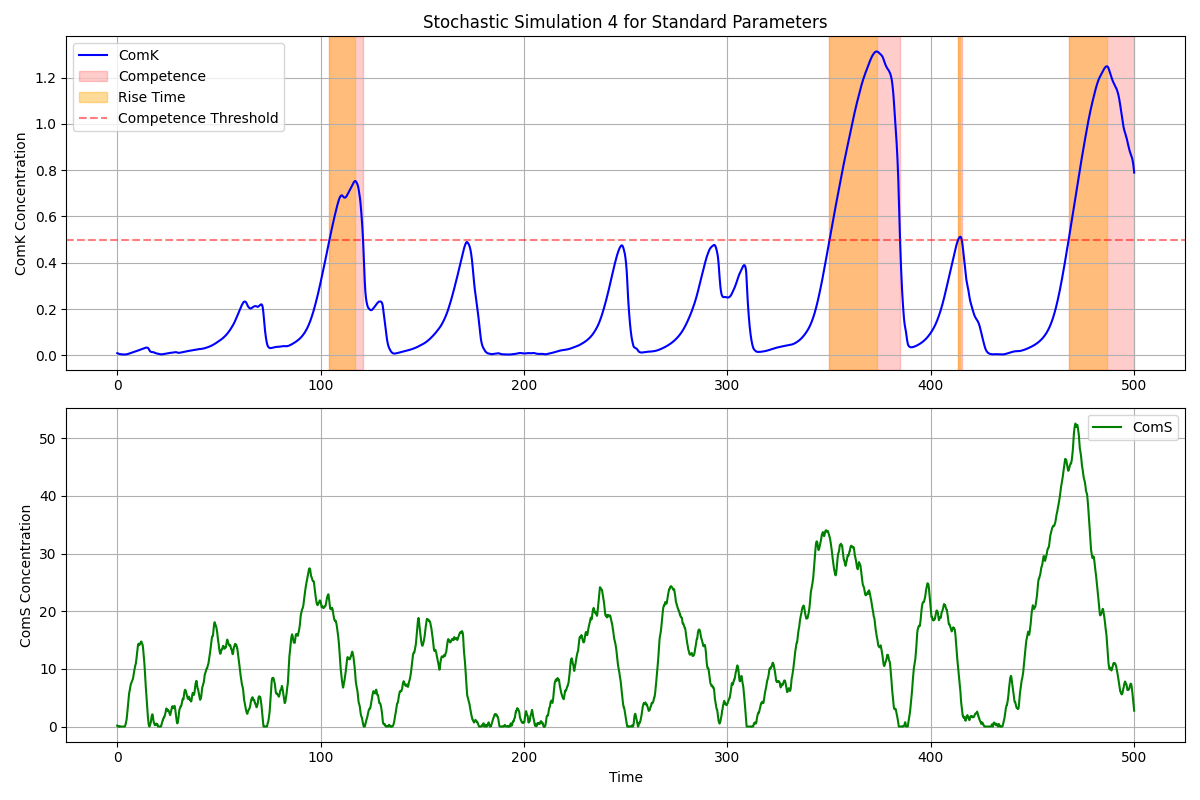 Stochastic Simulation 4 for Standard Parameters
ComK
Competence
Rise Time
Competence Threshold
ComK Concentration
1.2
1.0
0.8
0.6
0.4
0.2
0.0
0 100 200 300 400 500
ComS
ComS Concentration
50
40
30
20
10
0
0 100 200 300 400 500
Time